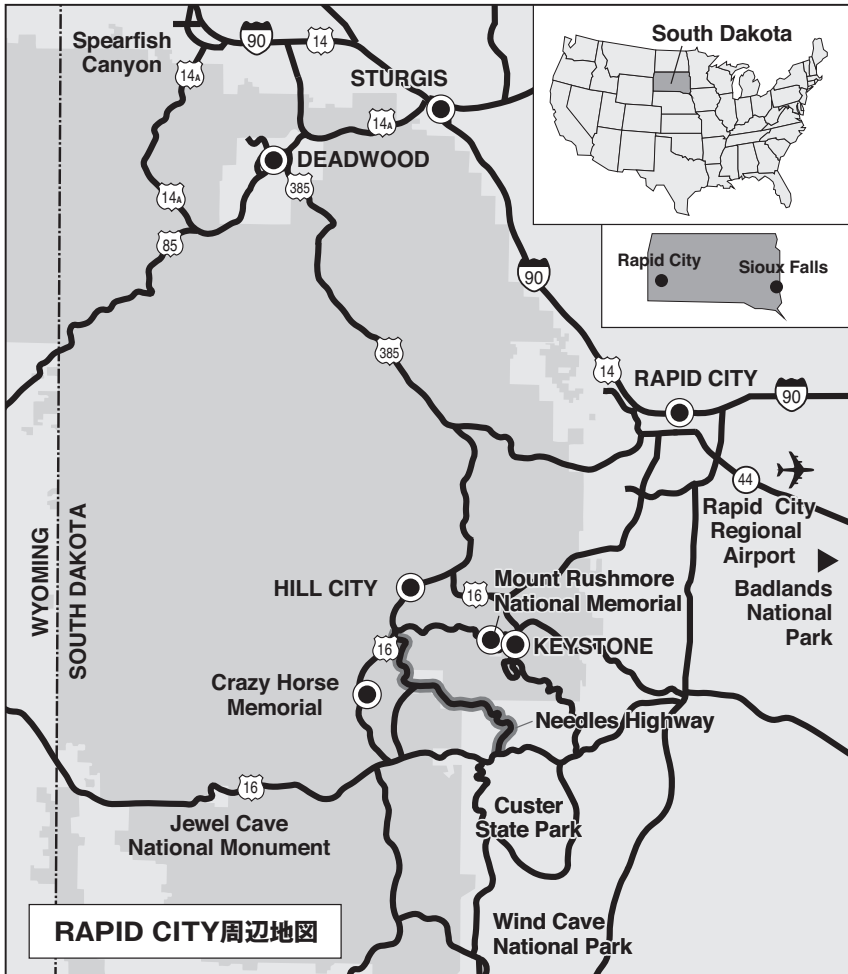 Spearfish
Canyon
90
14
14A
STURGIS
14A
DEADWOOD
385
14A
85
South Dakota
Rapid City
Sioux Falls
90
385
14
RAPID CITY
90
44
Rapid City
Regional
Airport
Badlands
National
Park
WYOMING
SOUTH DAKOTA
HILL CITY
16
Mount Rushmore
National Memorial
KEYSTONE
16
Crazy Horse
Memorial
Needles Highway
16
Jewel Cave
National Monument
Custer
State Park
Wind Cave
National Park
RAPID CITY周辺地図